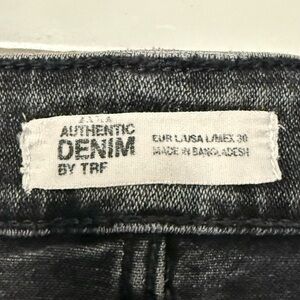 ZARA
AUTHENTIC
DENIM
BY TRF
EUR L/USA L/MEX 30
MADE IN BANGLADESH